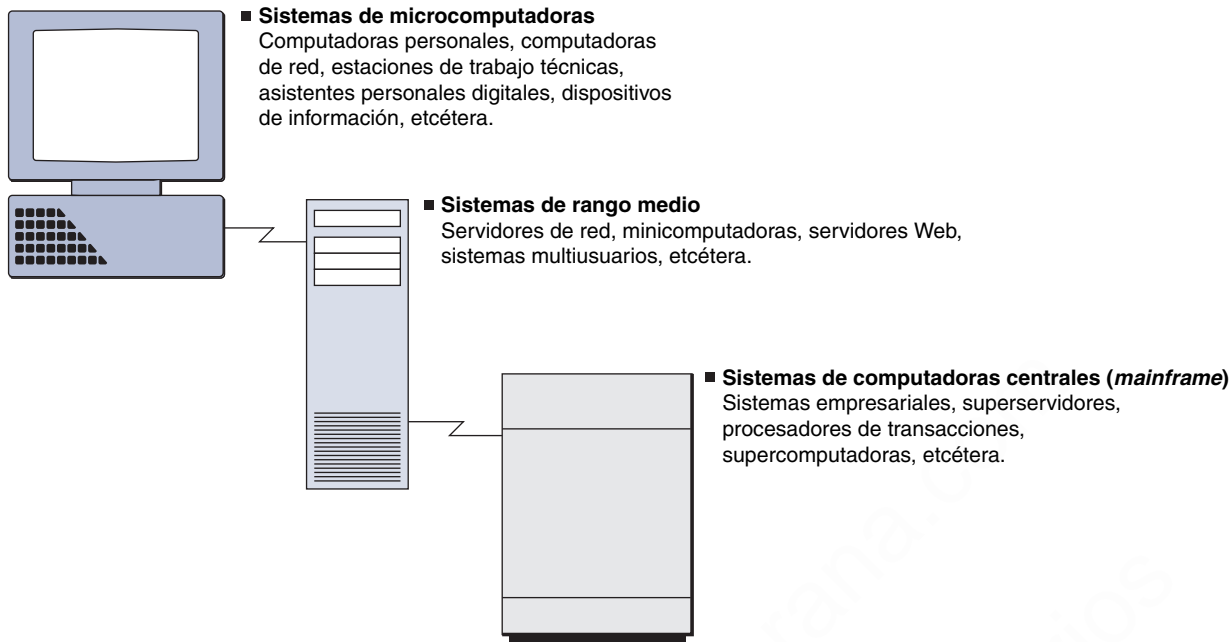 Sistemas de microcomputadoras
Computadoras personales, computadoras
de red, estaciones de trabajo técnicas,
asistentes personales digitales, dispositivos
de información, etcétera.
Sistemas de rango medio
Servidores de red, minicomputadoras, servidores Web,
sistemas multiusuarios, etcétera.
Sistemas de computadoras centrales (mainframe)
Sistemas empresariales, superservidores,
procesadores de transacciones,
supercomputadoras, etcétera.